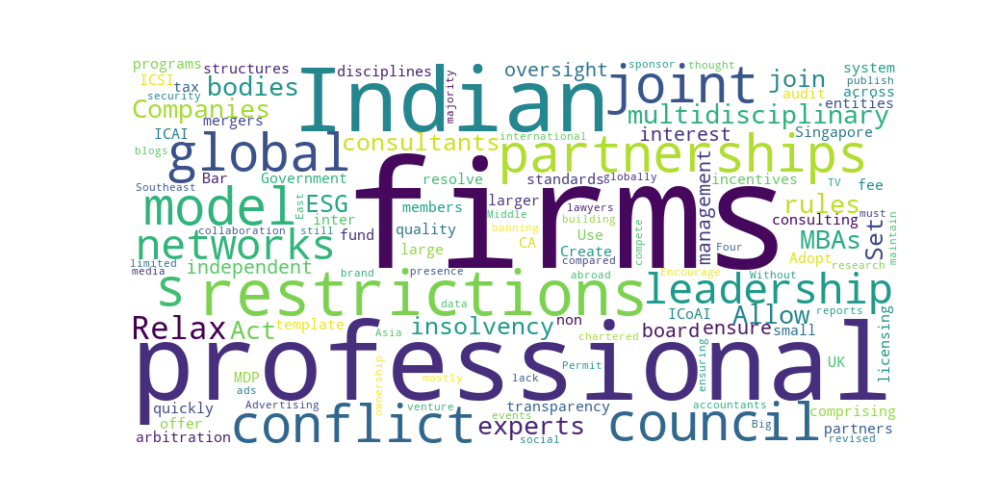 programs structures disciplines majority oversight sponsor thought system
ICSI tax bodies Indian joint join publish
security Companies audit across
mergers multidisciplinary entities
ICAI global consultants international interest Singapore
blogs partnerships
Southeast Bar Government resolve standards globally management incentives TV fee
model East ESG members larger lawyers rules must
inter firms Middle building consulting
networks collaboration still fund quality banning Use compete Set MBAs maintain
large CA Create Four
limited independent compared Adopt research
media brand presence abroad Encourage Without
s restrictions leadership reports
data ICoAI Allow
Relax Act template Asia insolvency non board ensure small licensing
chartered
professional ensuring UK
MDP ownership mostly lack Permit
ads
quickly Advertising venture transparency accountants comprising
offer conflict events experts council Big partners
arbitration social revised